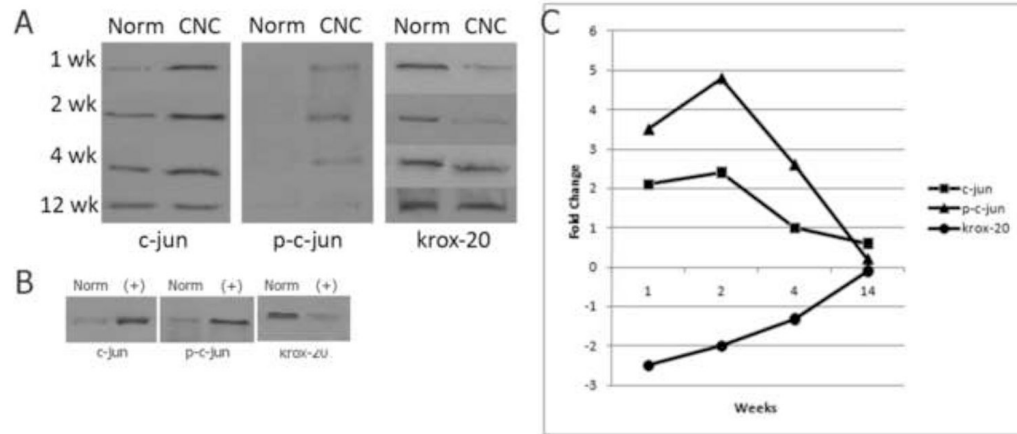 A
Norm CNC Norm CNC Norm CNC
1 wk
2 wk
4 wk
12 wk
c-jun p-c-jun krox-20
B
Norm (+) Norm (+) Norm (+)
c-jun p-c-jun krox-20
C
6
5
4
3
2
1
0
-1
-2
-3
Fold Change
1 2 4 14
Weeks
c-jun
p-c-jun
krox-20